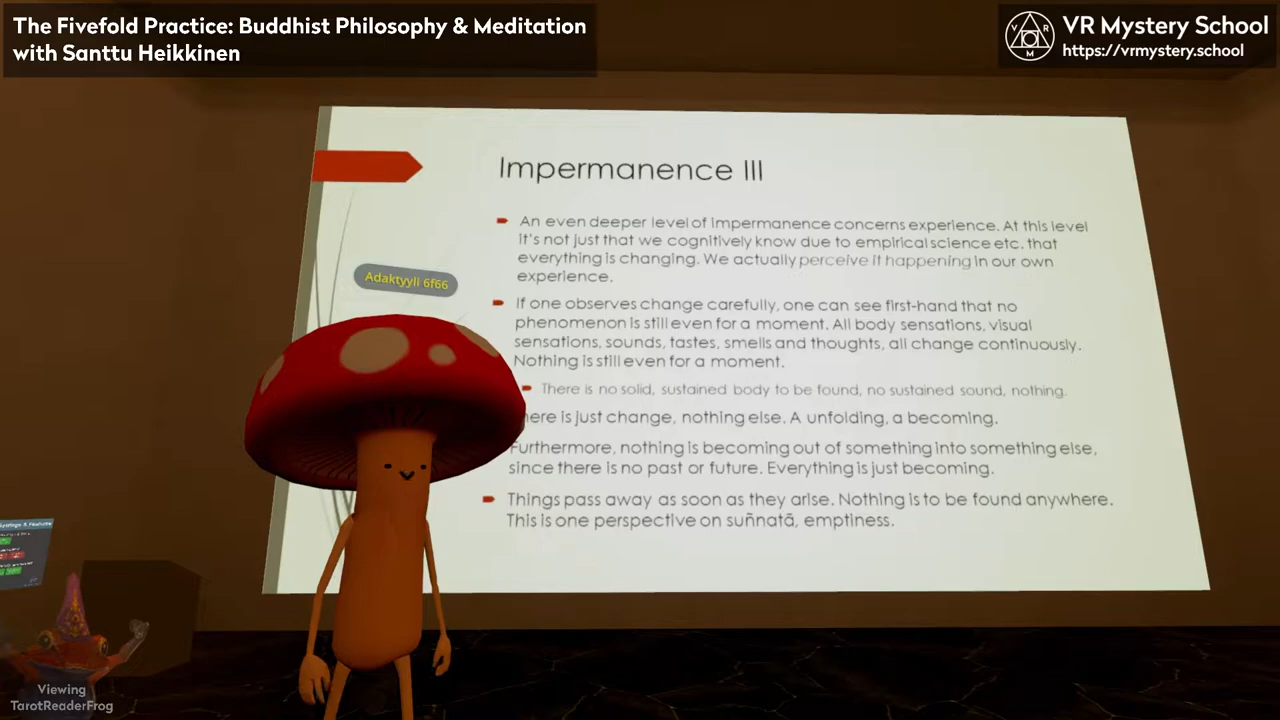 The Fivefold Practice: Buddhist Philosophy & Meditation
with Santtu Heikkinen
VR Mystery School
https://vrmystery.school
V R
M
Impermanence III
An even deeper level of impermanence concerns experience. At this level
it's not just that we cognitively know due to empirical science etc. that
everything is changing. We actually perceive it happening in our own
experience.
Adaktyyli 6f66
If one observes change carefully, one can see first-hand that no
phenomenon is still even for a moment. All body sensations, visual
sensations, sounds, tastes, smells and thoughts, all change continuously.
Nothing is still even for a moment.
There is no solid, sustained body to be found, no sustained sound, nothing.
here is just change, nothing else. A unfolding, a becoming.
Furthermore, nothing is becoming out of something into something else,
since there is no past or future. Everything is just becoming.
Things pass away as soon as they arise. Nothing is to be found anywhere.
This is one perspective on suññatā, emptiness.
Viewing
TarotReaderFrog